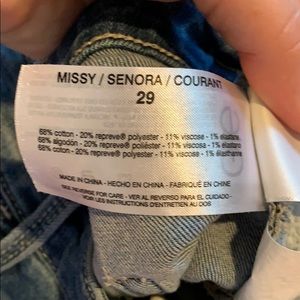 MISSY / SENORA / COURANT
29
68% cotton - 20% repreve® polyester - 11% viscose - 1% elastane
68% algodon - 20% repreve® poliéster - 11% viscosa - 1% elastano
68% coton - 20% repreve® polyester - 11% viscose - 1% élasthanne
MADE IN CHINA - HECHO EN CHINA - FABRIQUÉ EN CHINE
SEE REVERSE FOR CARE - VER AL REVERSO PARA EL CUIDADO -
VOIR INSTRUCTIONS D'ENTRETIEN AU DOS